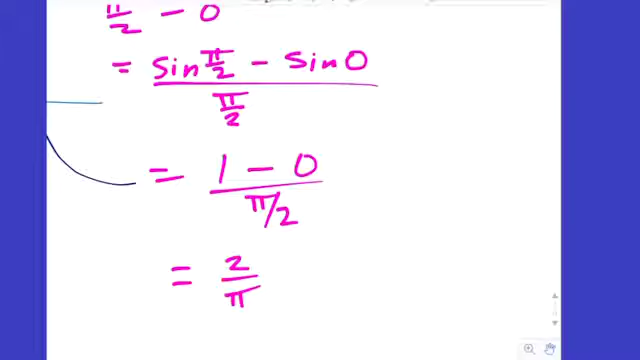 π/2 - 0
= (sin π/2 - sin 0) / (π/2)
= (1 - 0) / (π/2)
= 2/π